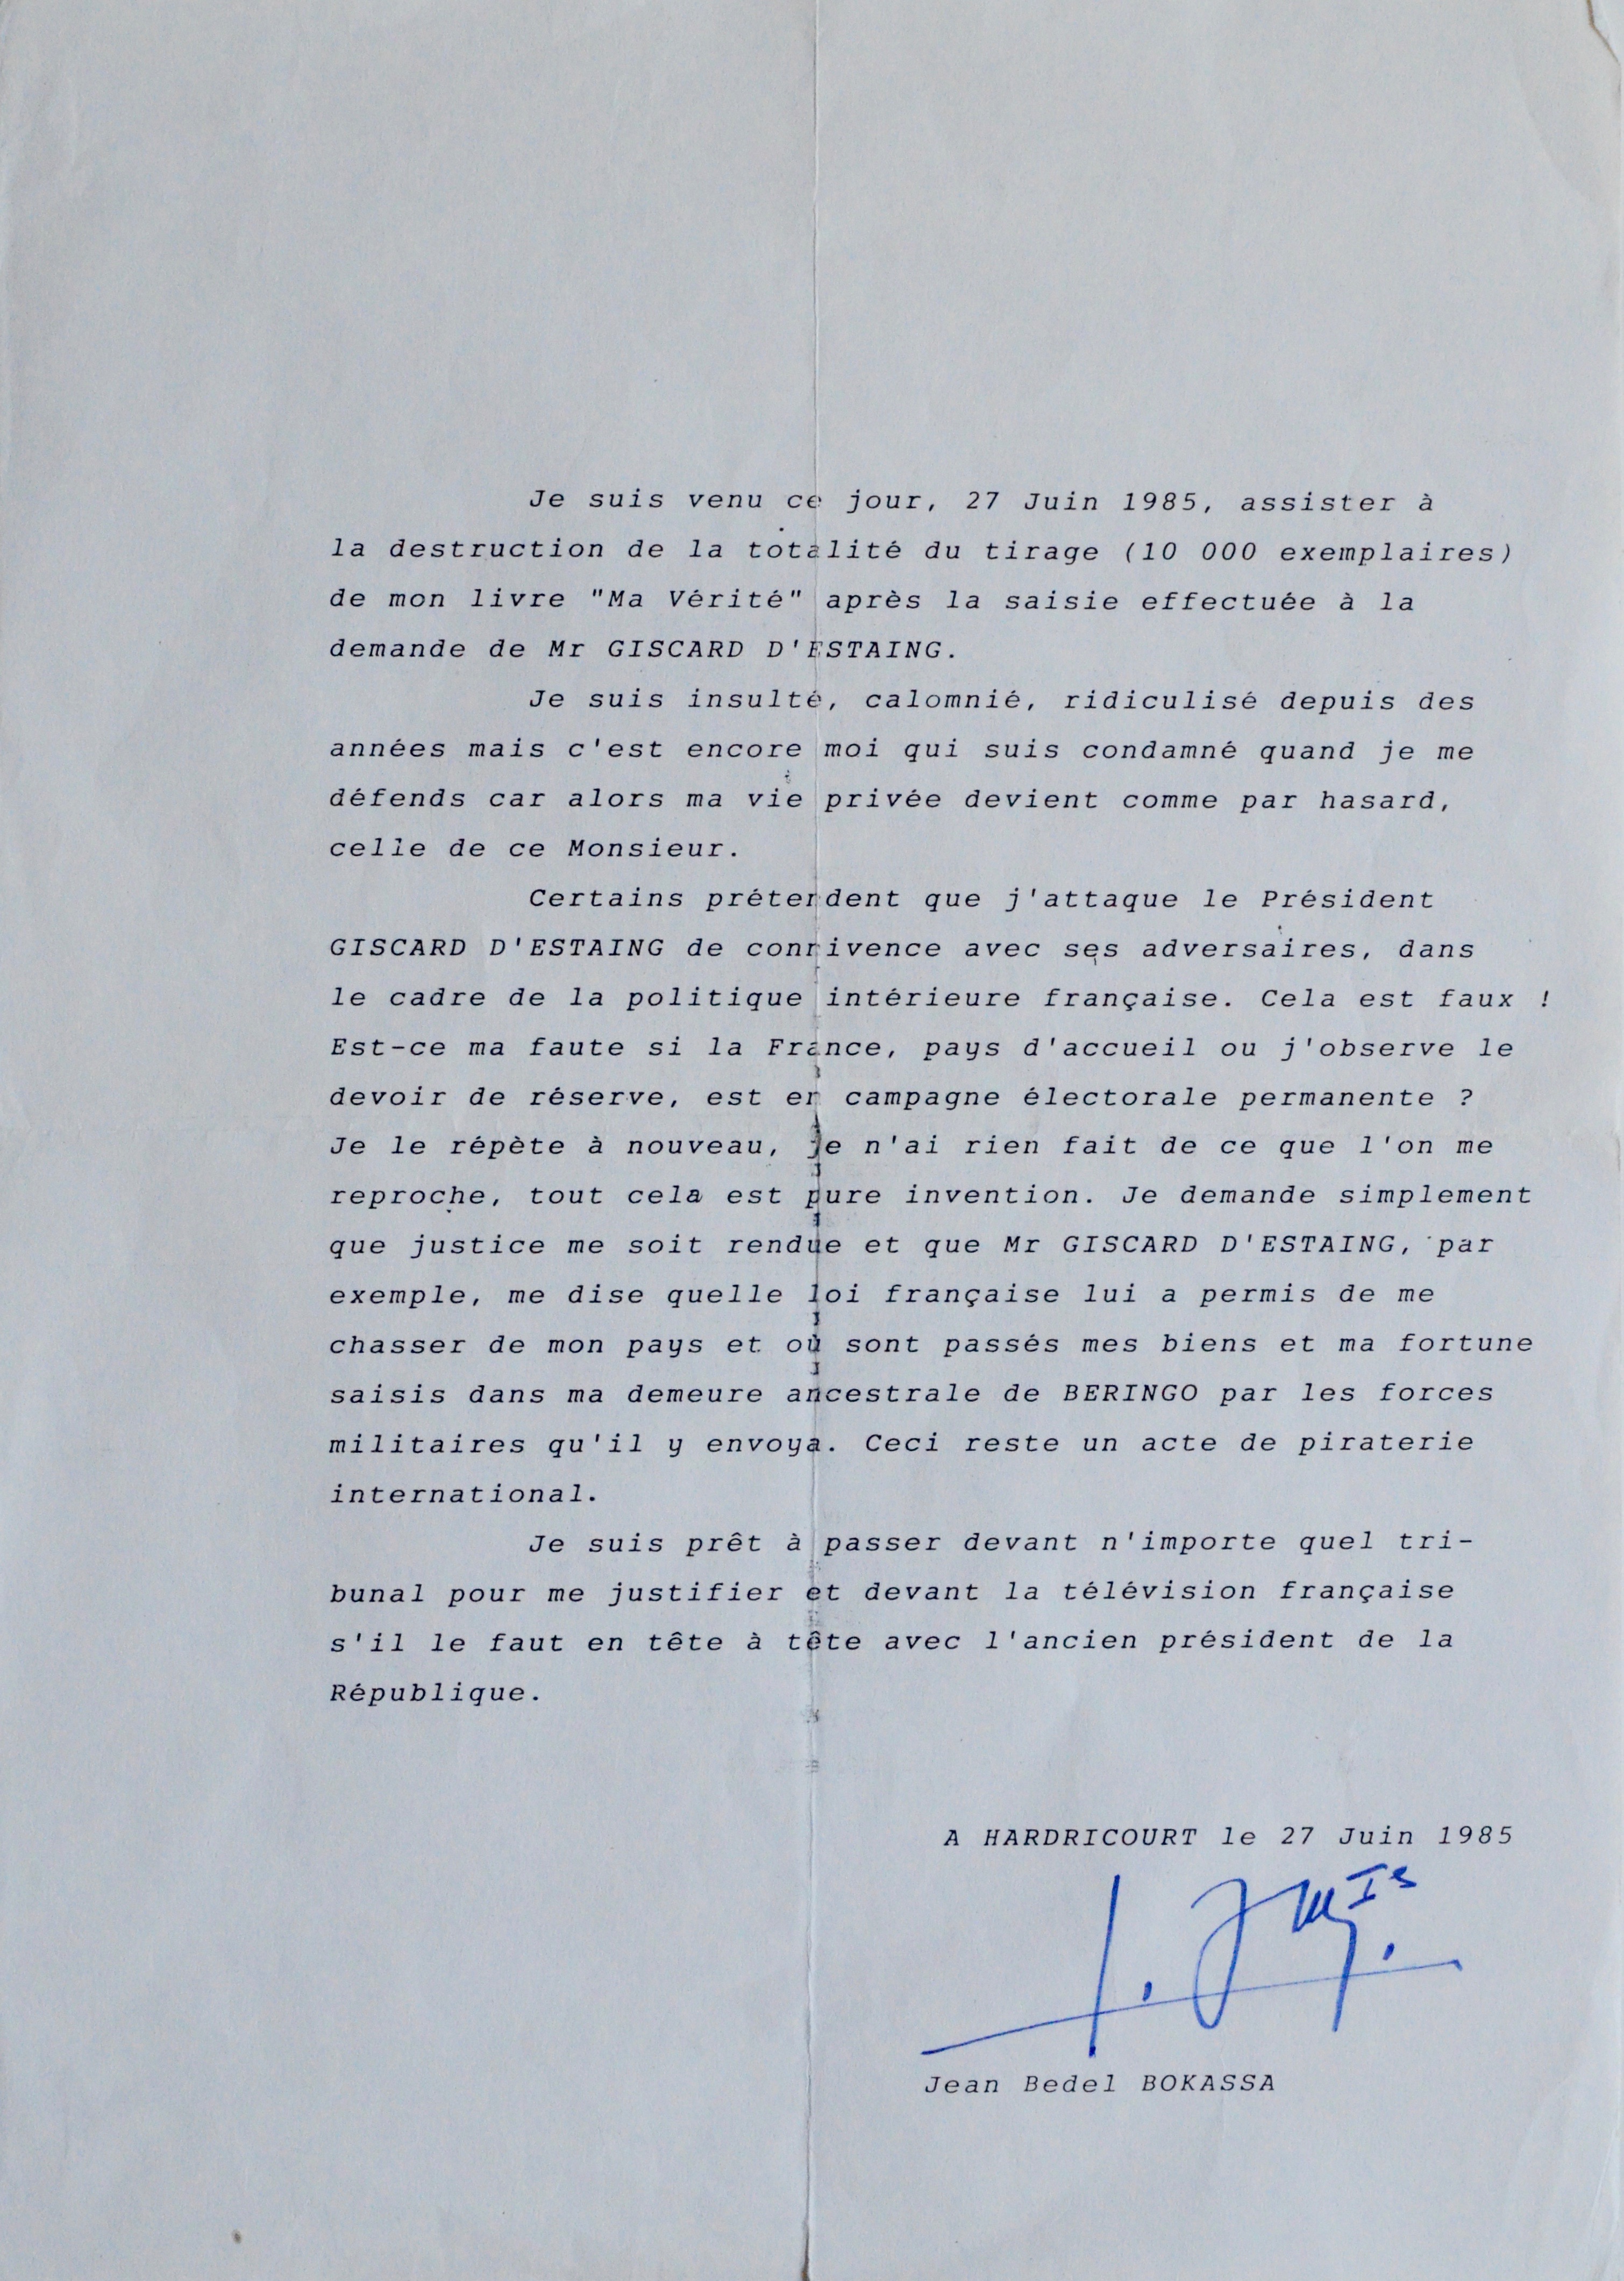 Je suis venu ce jour, 27 Juin 1985, assister à
la destruction de la totalité du tirage (10 000 exemplaires)
de mon livre "Ma Vérité" après la saisie effectuée à la
demande de Mr GISCARD D'ESTAING.
Je suis insulté, calomnié, ridiculisé depuis des
années mais c'est encore moi qui suis condamné quand je me
défends car alors ma vie privée devient comme par hasard,
celle de ce Monsieur.
Certains prétendent que j'attaque le Président
GISCARD D'ESTAING de connivence avec ses adversaires, dans
le cadre de la politique intérieure française. Cela est faux !
Est-ce ma faute si la France, pays d'accueil ou j'observe le
devoir de réserve, est en campagne électorale permanente ?
Je le répète à nouveau, je n'ai rien fait de ce que l'on me
reproche, tout cela est pure invention. Je demande simplement
que justice me soit rendue et que Mr GISCARD D'ESTAING, par
exemple, me dise quelle loi française lui a permis de me
chasser de mon pays et où sont passés mes biens et ma fortune
saisis dans ma demeure ancestrale de BERINGO par les forces
militaires qu'il y envoya. Ceci reste un acte de piraterie
international.
Je suis prêt à passer devant n'importe quel tri-
bunal pour me justifier et devant la télévision française
s'il le faut en tête à tête avec l'ancien président de la
République.
A HARDRICOURT le 27 Juin 1985
Jean Bedel BOKASSA